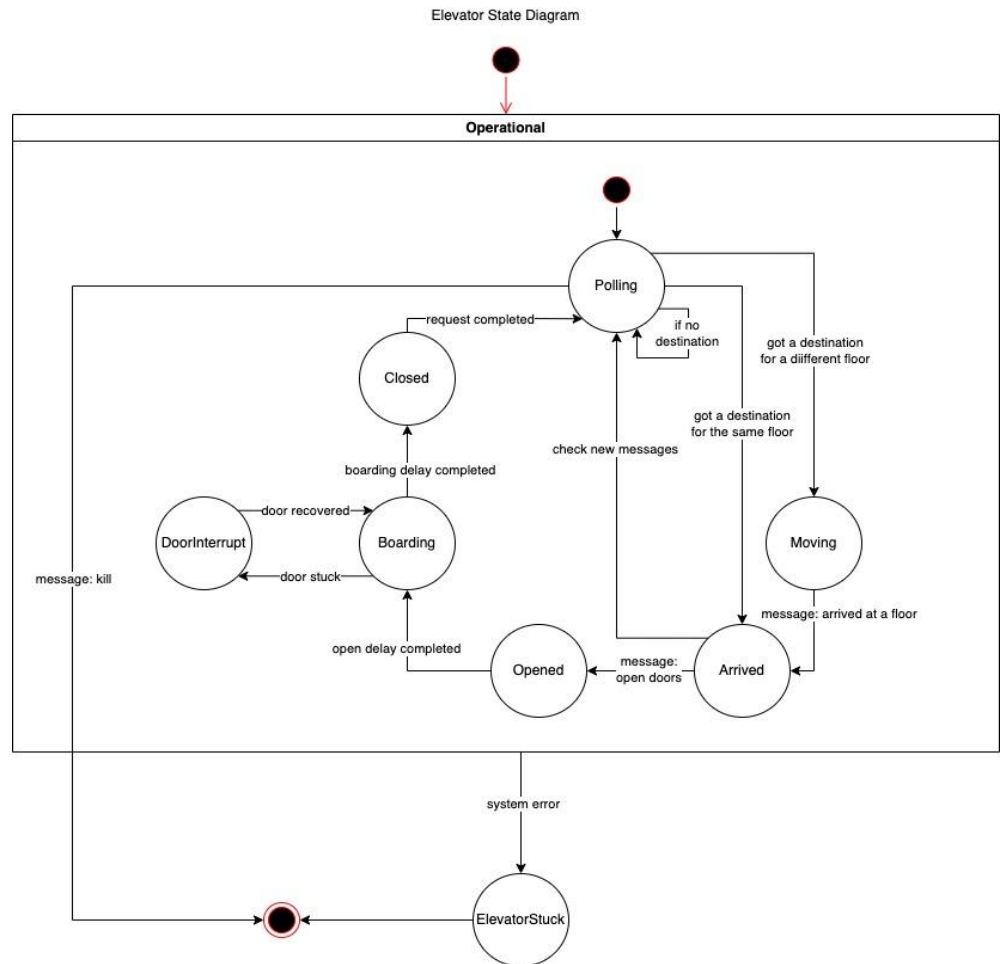 Elevator State Diagram
Operational
Polling
request completed
if no
destination
got a destination
for a diifferent floor
Closed
got a destination
for the same floor
check new messages
boarding delay completed
door recovered
DoorInterrupt
Boarding
Moving
message: kill
door stuck
message: arrived at a floor
open delay completed
message:
open doors
Opened
Arrived
system error
ElevatorStuck